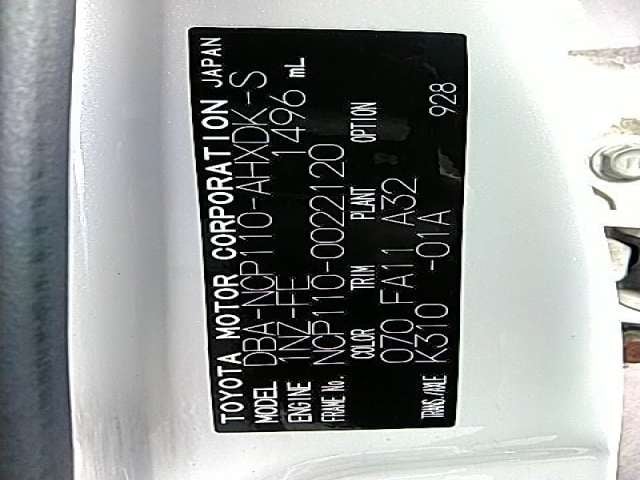 TOYOTA MOTOR CORPORATION JAPAN
MODEL DBA-NCP110-AHXDK-S
ENGINE 1NZ-FE 1496 mL
FRAME No. NCP110-0022120
COLOR TRIM PLANT OPTION
070 FA11 A32
TRANS./AXLE K310 -01A 928